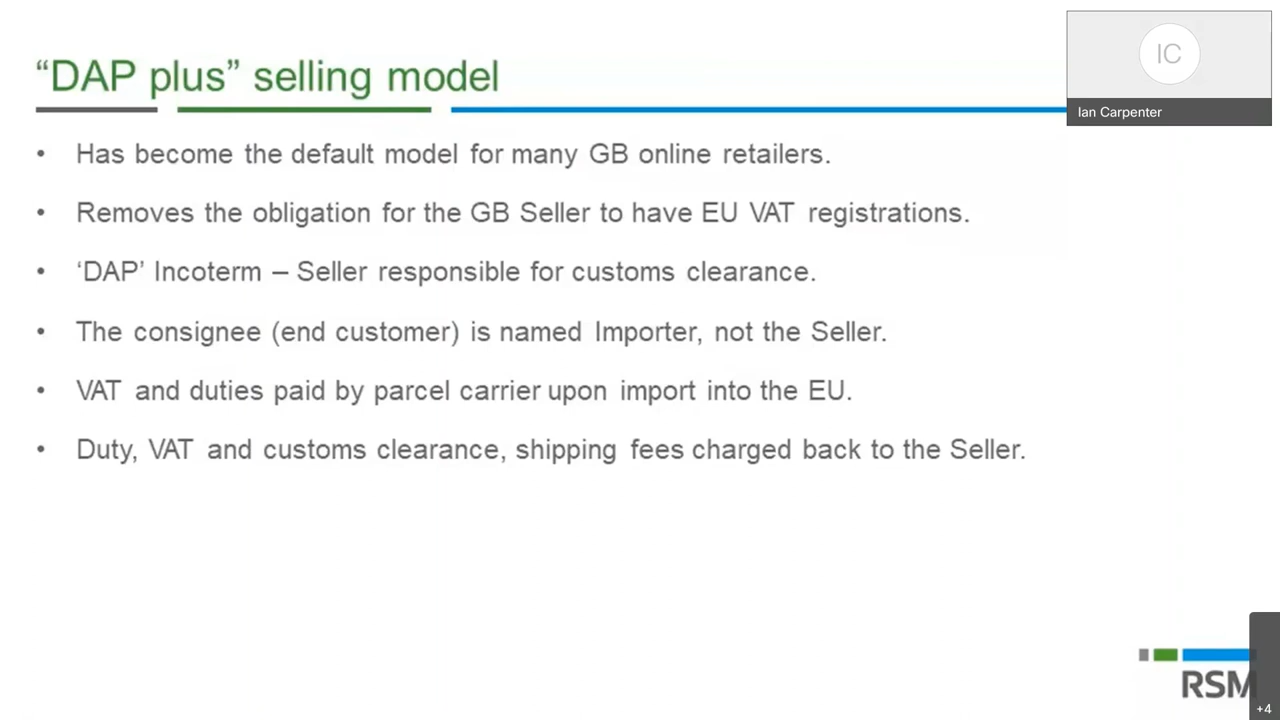 “DAP plus” selling model
IC
Ian Carpenter
• Has become the default model for many GB online retailers.
• Removes the obligation for the GB Seller to have EU VAT registrations.
• ‘DAP’ Incoterm – Seller responsible for customs clearance.
• The consignee (end customer) is named Importer, not the Seller.
• VAT and duties paid by parcel carrier upon import into the EU.
• Duty, VAT and customs clearance, shipping fees charged back to the Seller.
RSM
+4